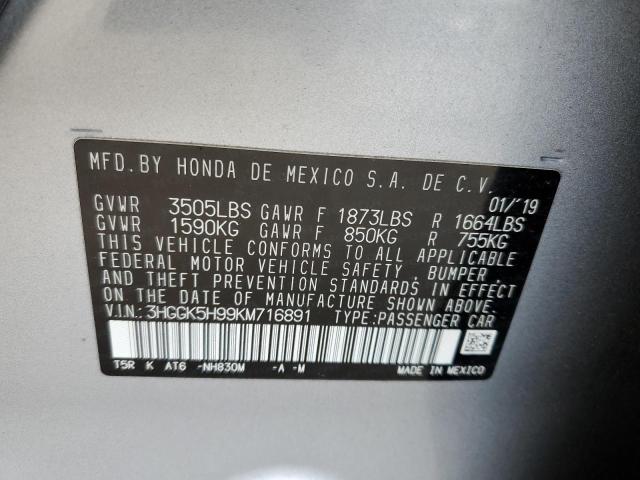 MFD. BY HONDA DE MEXICO S.A. DE C.V.
01/'19
GVWR 3505LBS GAWR F 1873LBS R 1664LBS
GVWR 1590KG GAWR F 850KG R 755KG
THIS VEHICLE CONFORMS TO ALL APPLICABLE
FEDERAL MOTOR VEHICLE SAFETY, BUMPER
AND THEFT PREVENTION STANDARDS IN EFFECT
ON THE DATE OF MANUFACTURE SHOWN ABOVE.
V.I.N.: 3HGGK5H99KM716891 TYPE:PASSENGER CAR
T5R K AT6 -NH830M -A -M MADE IN MEXICO